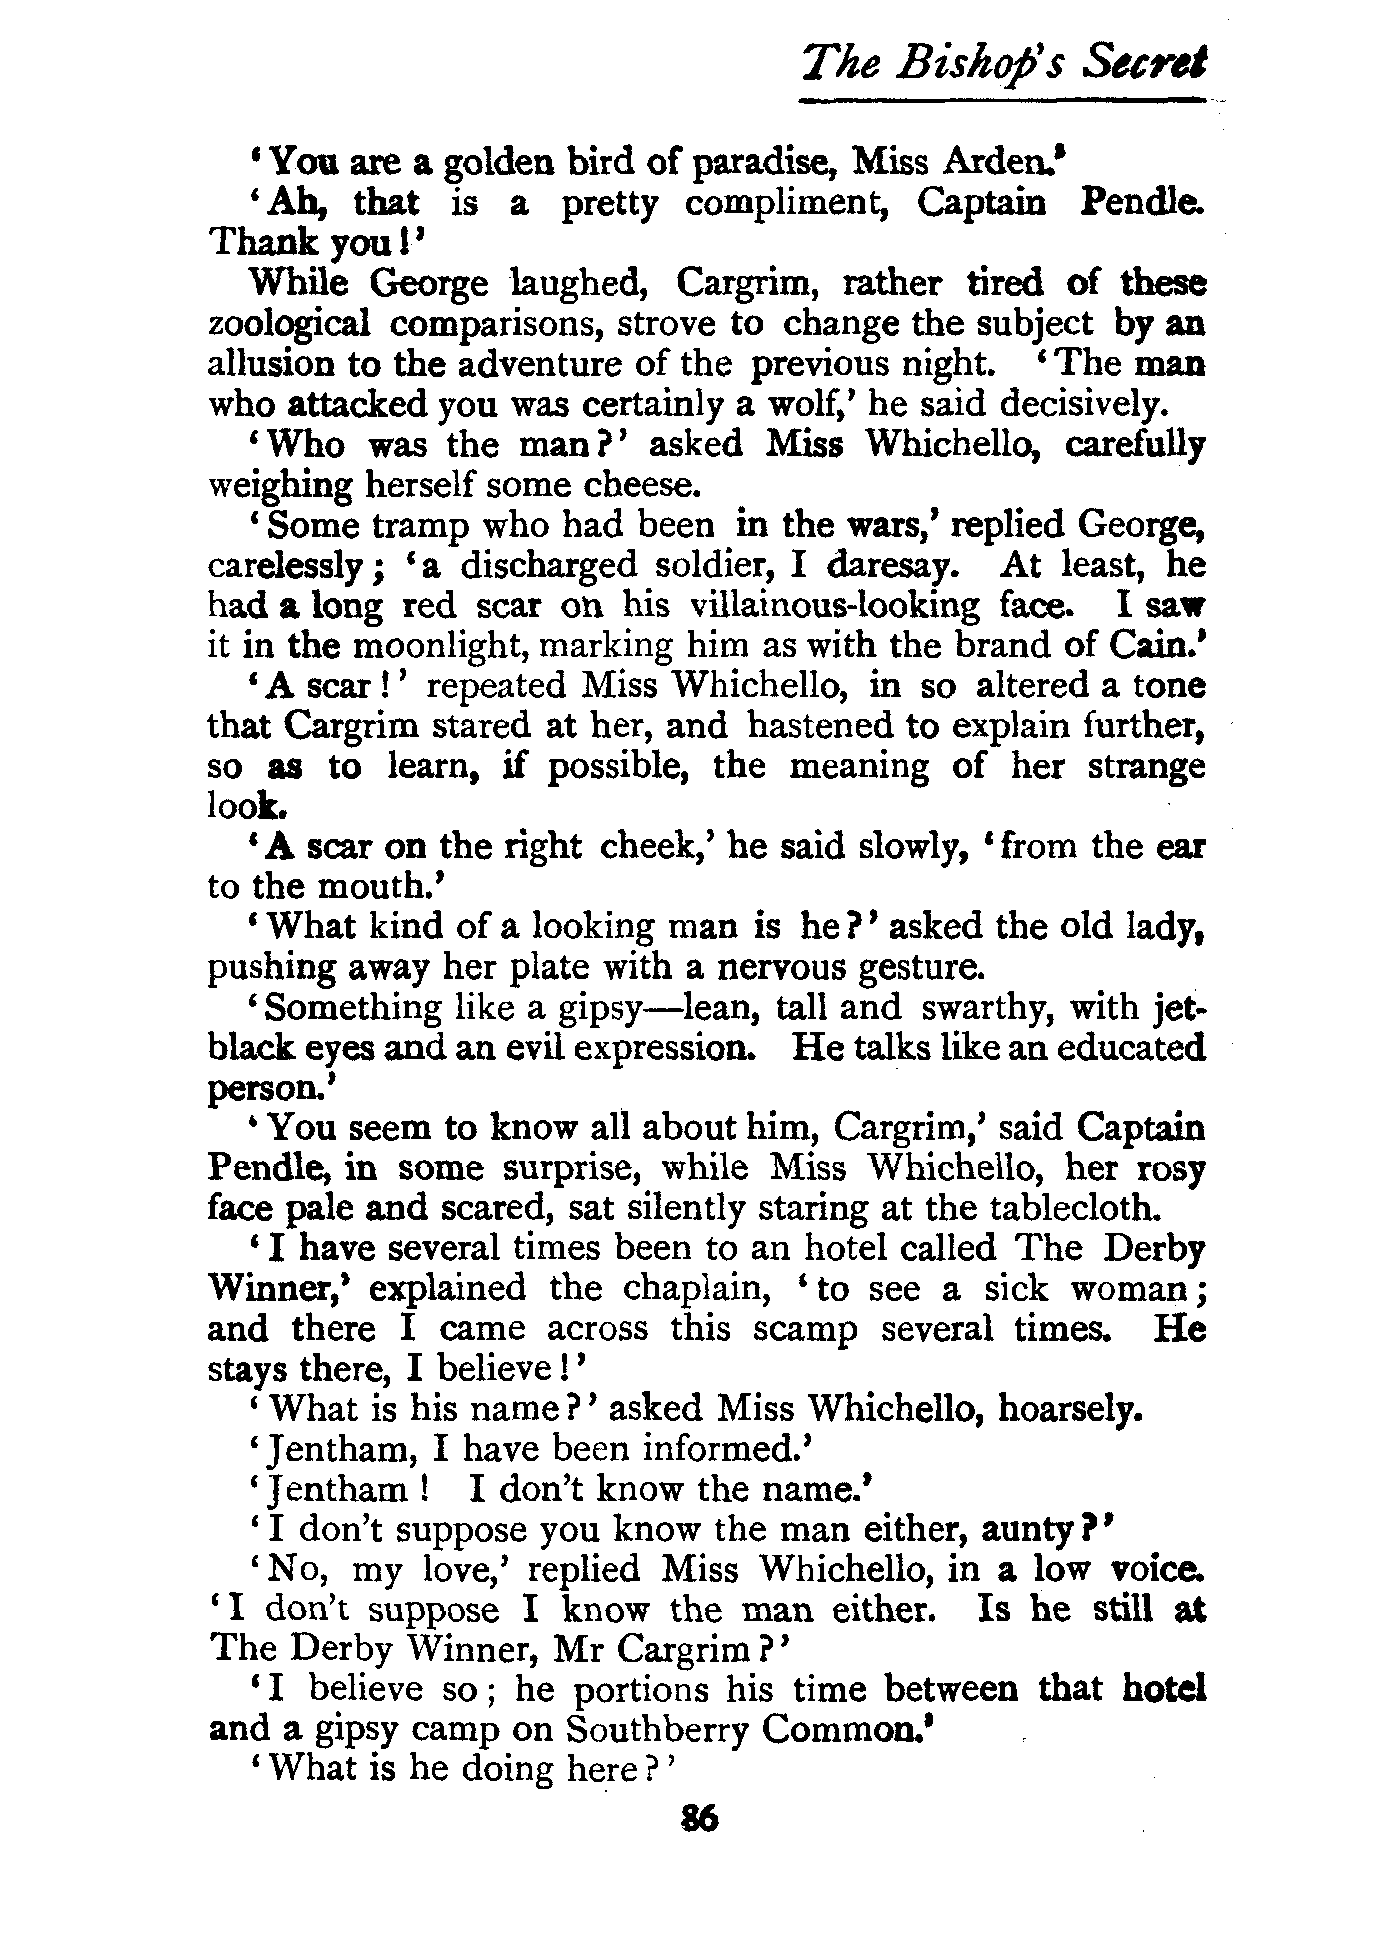 The Bishop's Secret
‘You are a golden bird of paradise, Miss Arden.’
‘Ah, that is a pretty compliment, Captain Pendle.
Thank you!’
While George laughed, Cargrim, rather tired of these
zoological comparisons, strove to change the subject by an
allusion to the adventure of the previous night. ‘The man
who attacked you was certainly a wolf,’ he said decisively.
‘Who was the man?’ asked Miss Whichello, carefully
weighing herself some cheese.
‘Some tramp who had been in the wars,’ replied George,
carelessly; ‘a discharged soldier, I daresay. At least, he
had a long red scar on his villainous-looking face. I saw
it in the moonlight, marking him as with the brand of Cain.’
‘A scar!’ repeated Miss Whichello, in so altered a tone
that Cargrim stared at her, and hastened to explain further,
so as to learn, if possible, the meaning of her strange
look.
‘A scar on the right cheek,’ he said slowly, ‘from the ear
to the mouth.’
‘What kind of a looking man is he?’ asked the old lady,
pushing away her plate with a nervous gesture.
‘Something like a gipsy—lean, tall and swarthy, with jet-
black eyes and an evil expression. He talks like an educated
person.’
‘You seem to know all about him, Cargrim,’ said Captain
Pendle, in some surprise, while Miss Whichello, her rosy
face pale and scared, sat silently staring at the tablecloth.
‘I have several times been to an hotel called The Derby
Winner,’ explained the chaplain, ‘to see a sick woman;
and there I came across this scamp several times. He
stays there, I believe!’
‘What is his name?’ asked Miss Whichello, hoarsely.
‘Jentham, I have been informed.’
‘Jentham! I don't know the name.’
‘I don't suppose you know the man either, aunty?’
‘No, my love,’ replied Miss Whichello, in a low voice.
‘I don't suppose I know the man either. Is he still at
The Derby Winner, Mr Cargrim?’
‘I believe so; he portions his time between that hotel
and a gipsy camp on Southberry Common.’
‘What is he doing here?’
86